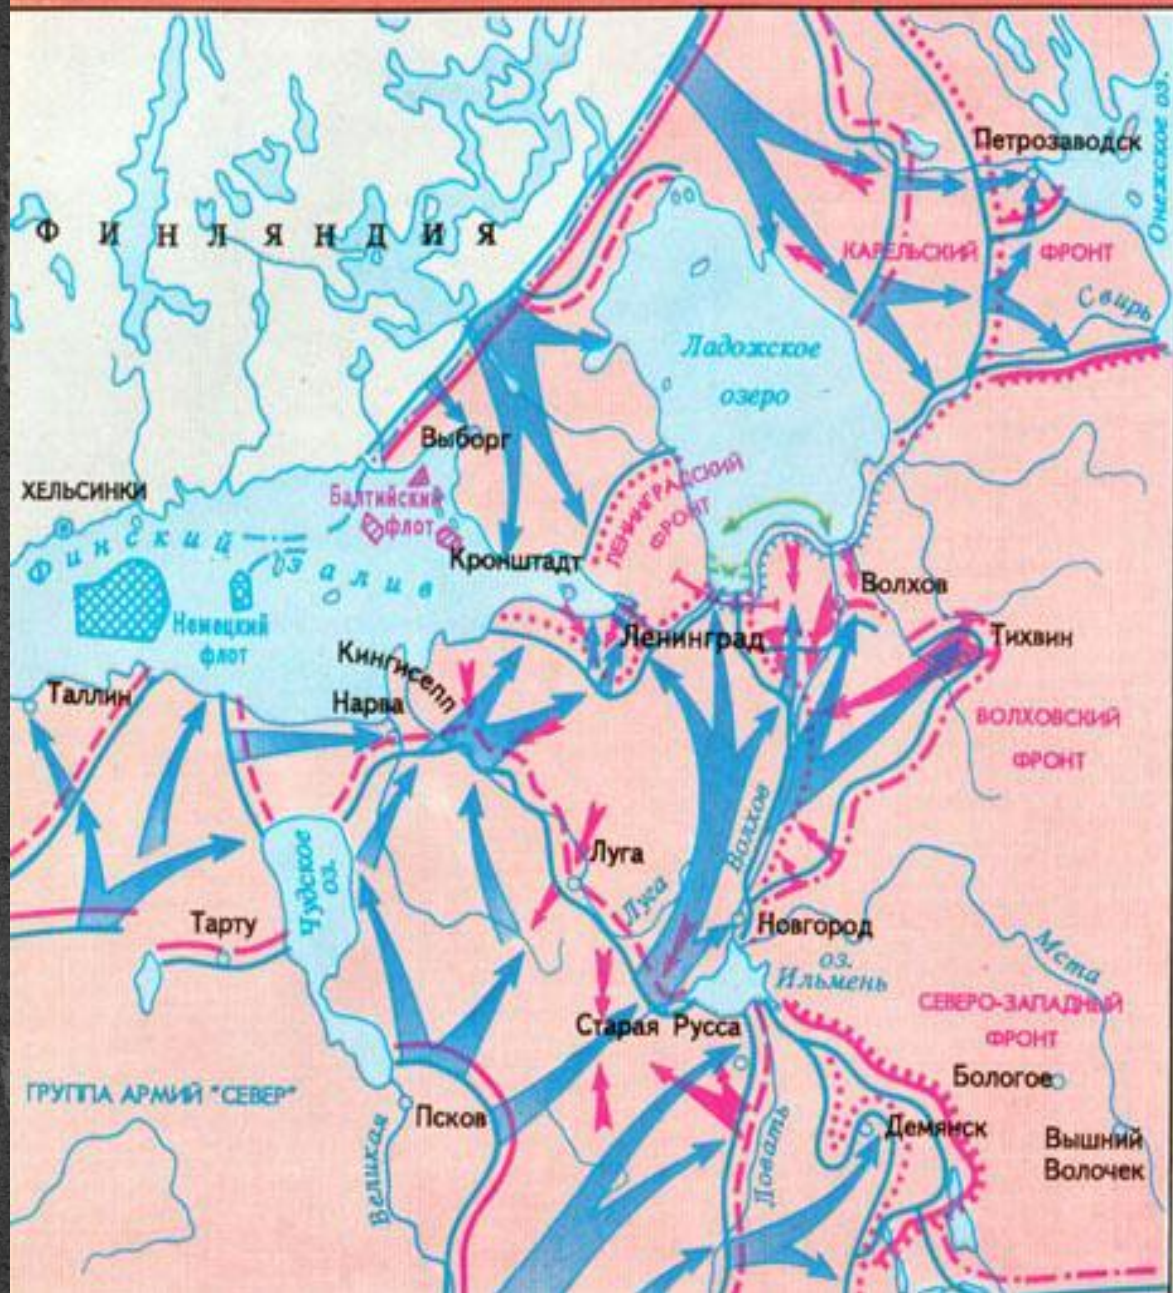 Петрозаводск
Онежское оз.
ФИНЛЯНДИЯ
КАРЕЛЬСКИЙ ФРОНТ
Свирь
Ладожское
озеро
Выборг
ЛЕНИНГРАДСКИЙ
ФРОНТ
ХЕЛЬСИНКИ
Балтийский
флот
Финский залив
Кронштадт
Волхов
Немецкий
флот
Ленинград
Тихвин
Кингисепп
Таллин
Нарва
ВОЛХОВСКИЙ
ФРОНТ
Волхов
Чудское
оз.
Луга
Луга
Тарту
Новгород
оз.
Ильмень
Мста
СЕВЕРО-ЗАПАДНЫЙ
ФРОНТ
Старая Русса
Бологое
ГРУППА АРМИЙ "СЕВЕР"
Псков
Великая
Ловать
Демянск
Вышний
Волочек